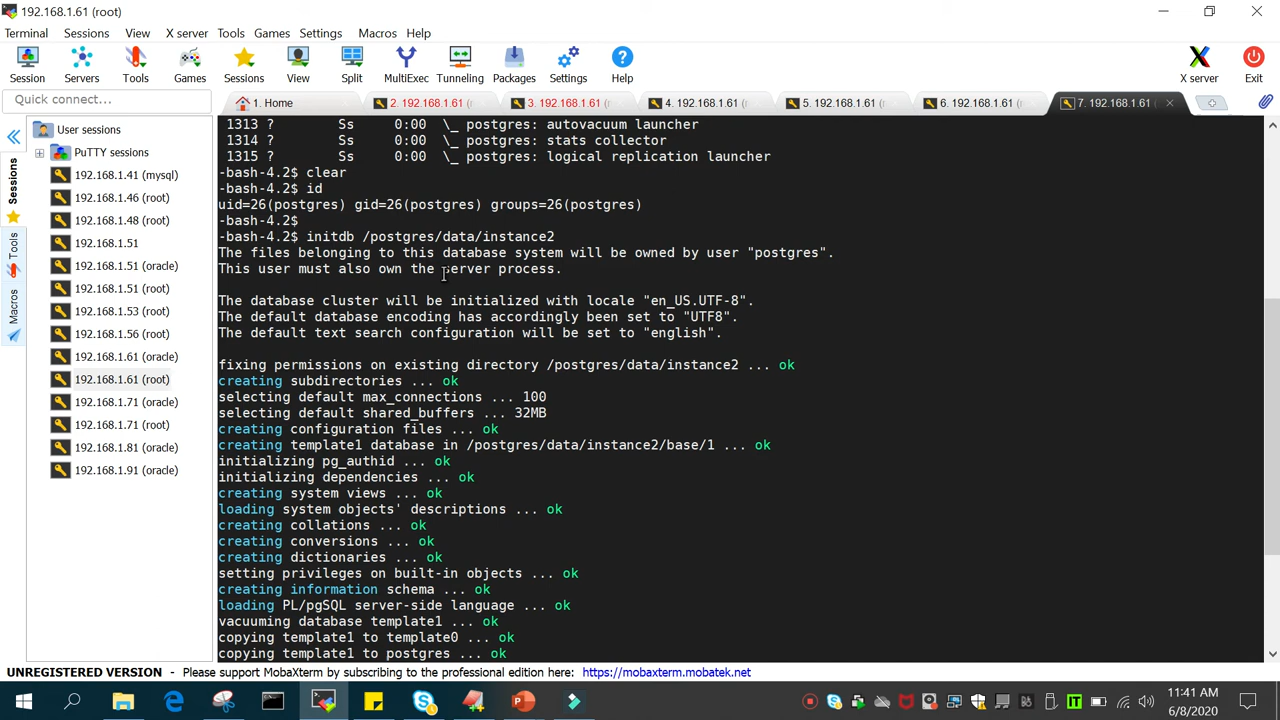 192.168.1.61 (root)
Terminal Sessions View X server Tools Games Settings Macros Help
Session Servers Tools Games Sessions View Split MultiExec Tunneling Packages Settings Help X server Exit
Quick connect...
1. Home
2. 192.168.1.61 (r
3. 192.168.1.61 (ro
4. 192.168.1.61 (ro
5. 192.168.1.61 (ro
6. 192.168.1.61 (ro
7. 192.168.1.61 (ro
Sessions
Tools
Macros
User sessions
PuTTY sessions
192.168.1.41 (mysql)
192.168.1.46 (root)
192.168.1.48 (root)
192.168.1.51
192.168.1.51 (oracle)
192.168.1.51 (root)
192.168.1.53 (root)
192.168.1.56 (root)
192.168.1.61 (oracle)
192.168.1.61 (root)
192.168.1.71 (oracle)
192.168.1.71 (root)
192.168.1.81 (oracle)
192.168.1.91 (oracle)
1313 ? Ss 0:00 \_ postgres: autovacuum launcher
1314 ? Ss 0:00 \_ postgres: stats collector
1315 ? Ss 0:00 \_ postgres: logical replication launcher
-bash-4.2$ clear
-bash-4.2$ id
uid=26(postgres) gid=26(postgres) groups=26(postgres)
-bash-4.2$
-bash-4.2$ initdb /postgres/data/instance2
The files belonging to this database system will be owned by user "postgres".
This user must also own the server process.
The database cluster will be initialized with locale "en_US.UTF-8".
The default database encoding has accordingly been set to "UTF8".
The default text search configuration will be set to "english".
fixing permissions on existing directory /postgres/data/instance2 ... ok
creating subdirectories ... ok
selecting default max_connections ... 100
selecting default shared_buffers ... 32MB
creating configuration files ... ok
creating template1 database in /postgres/data/instance2/base/1 ... ok
initializing pg_authid ... ok
initializing dependencies ... ok
creating system views ... ok
loading system objects' descriptions ... ok
creating collations ... ok
creating conversions ... ok
creating dictionaries ... ok
setting privileges on built-in objects ... ok
creating information schema ... ok
loading PL/pgSQL server-side language ... ok
vacuuming database template1 ... ok
copying template1 to template0 ... ok
copying template1 to postgres ... ok
UNREGISTERED VERSION - Please support MobaXterm by subscribing to the professional edition here: https://mobaxterm.mobatek.net
11:41 AM
6/8/2020